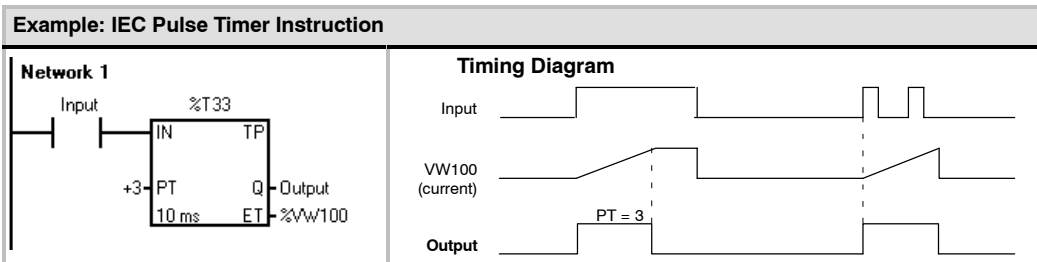 Example: IEC Pulse Timer Instruction
Network 1
Input
%T33
IN TP
+3 PT Q Output
10 ms ET %VW100
Timing Diagram
Input
VW100
(current)
PT = 3
Output